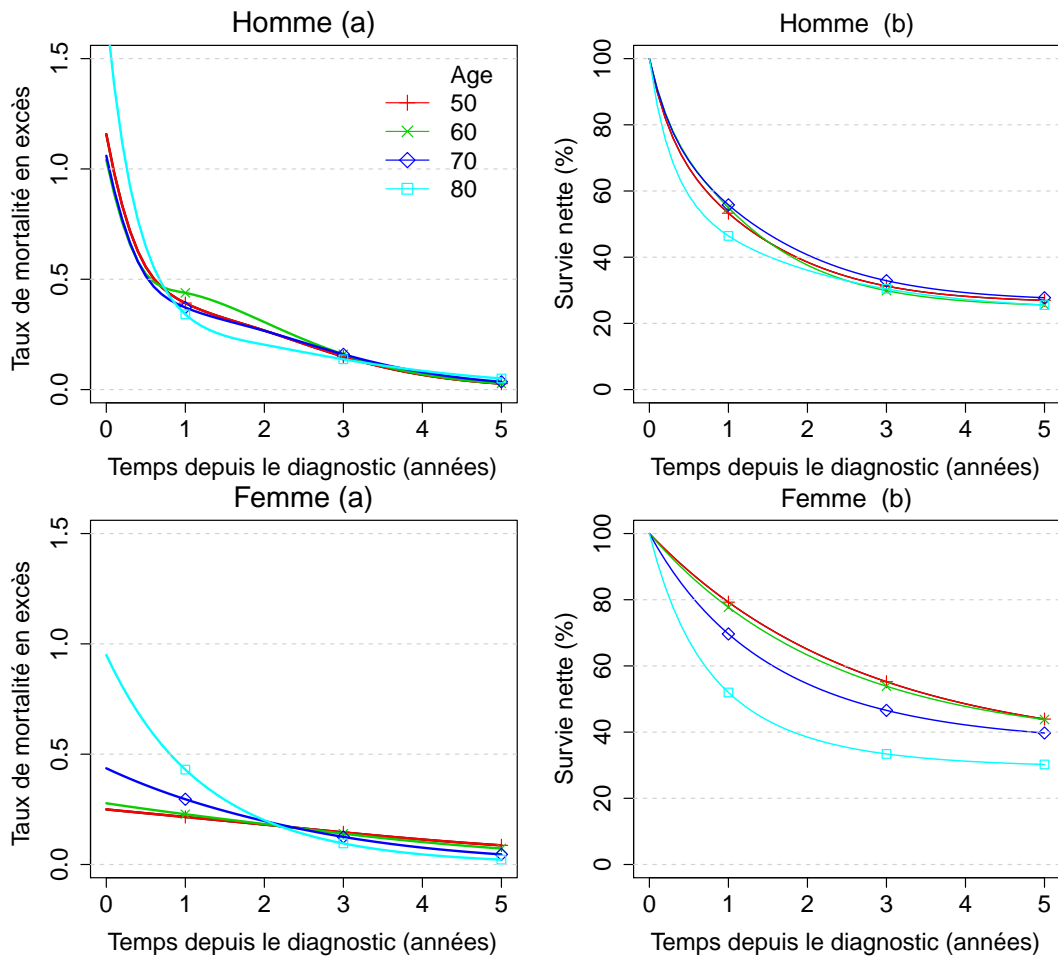 Homme (a)
Taux de mortalité en excès
0.0 0.5 1.0 1.5
Age
50
60
70
80
0 1 2 3 4 5
Temps depuis le diagnostic (années)
Homme (b)
Survie nette (%)
0 20 40 60 80 100
0 1 2 3 4 5
Temps depuis le diagnostic (années)
Femme (a)
Taux de mortalité en excès
0.0 0.5 1.0 1.5
0 1 2 3 4 5
Temps depuis le diagnostic (années)
Femme (b)
Survie nette (%)
0 20 40 60 80 100
0 1 2 3 4 5
Temps depuis le diagnostic (années)